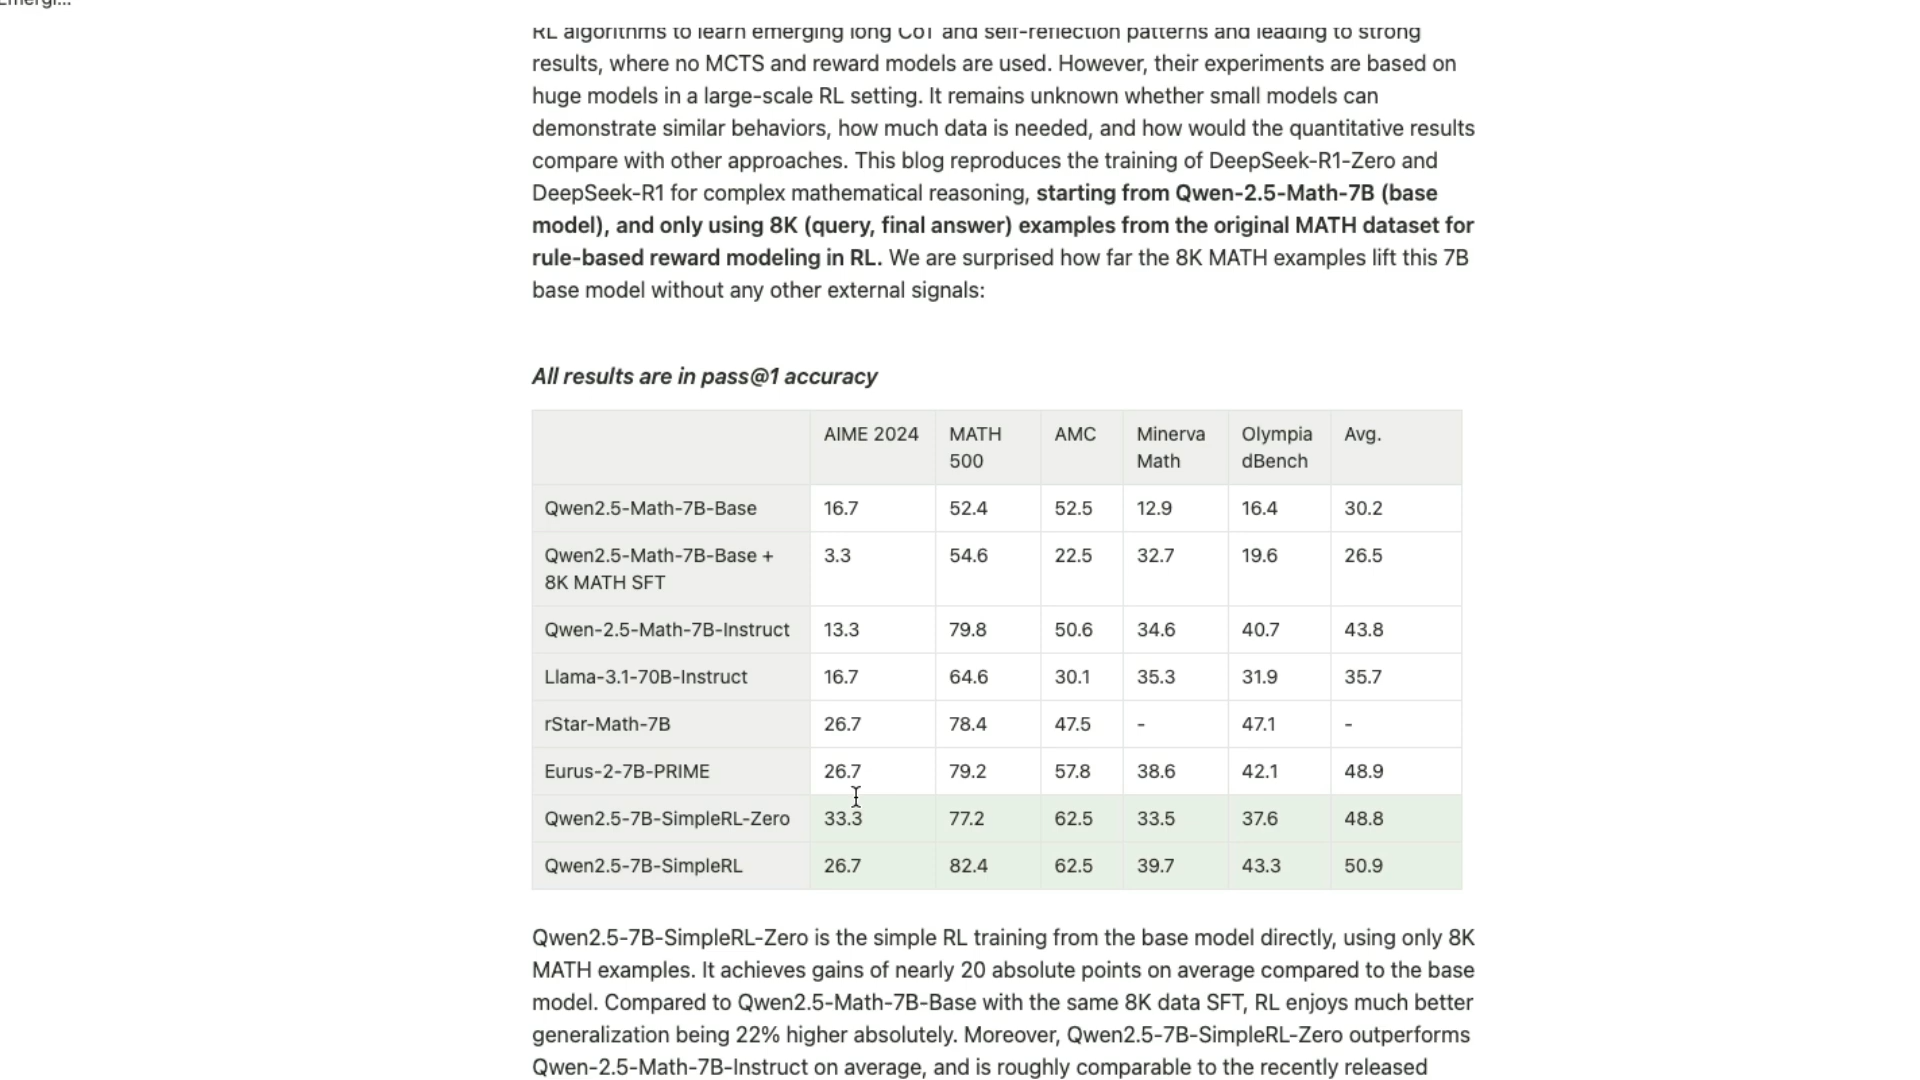 Emergi...
RL algorithms to learn emerging long CoT and self-reflection patterns and leading to strong
results, where no MCTS and reward models are used. However, their experiments are based on
huge models in a large-scale RL setting. It remains unknown whether small models can
demonstrate similar behaviors, how much data is needed, and how would the quantitative results
compare with other approaches. This blog reproduces the training of DeepSeek-R1-Zero and
DeepSeek-R1 for complex mathematical reasoning, starting from Qwen-2.5-Math-7B (base
model), and only using 8K (query, final answer) examples from the original MATH dataset for
rule-based reward modeling in RL. We are surprised how far the 8K MATH examples lift this 7B
base model without any other external signals:
All results are in pass@1 accuracy
AIME 2024 MATH AMC Minerva Olympia Avg.
500 Math dBench
Qwen2.5-Math-7B-Base 16.7 52.4 52.5 12.9 16.4 30.2
Qwen2.5-Math-7B-Base + 3.3 54.6 22.5 32.7 19.6 26.5
8K MATH SFT
Qwen-2.5-Math-7B-Instruct 13.3 79.8 50.6 34.6 40.7 43.8
Llama-3.1-70B-Instruct 16.7 64.6 30.1 35.3 31.9 35.7
rStar-Math-7B 26.7 78.4 47.5 - 47.1 -
Eurus-2-7B-PRIME 26.7 79.2 57.8 38.6 42.1 48.9
Qwen2.5-7B-SimpleRL-Zero 33.3 77.2 62.5 33.5 37.6 48.8
Qwen2.5-7B-SimpleRL 26.7 82.4 62.5 39.7 43.3 50.9
Qwen2.5-7B-SimpleRL-Zero is the simple RL training from the base model directly, using only 8K
MATH examples. It achieves gains of nearly 20 absolute points on average compared to the base
model. Compared to Qwen2.5-Math-7B-Base with the same 8K data SFT, RL enjoys much better
generalization being 22% higher absolutely. Moreover, Qwen2.5-7B-SimpleRL-Zero outperforms
Qwen-2.5-Math-7B-Instruct on average, and is roughly comparable to the recently released